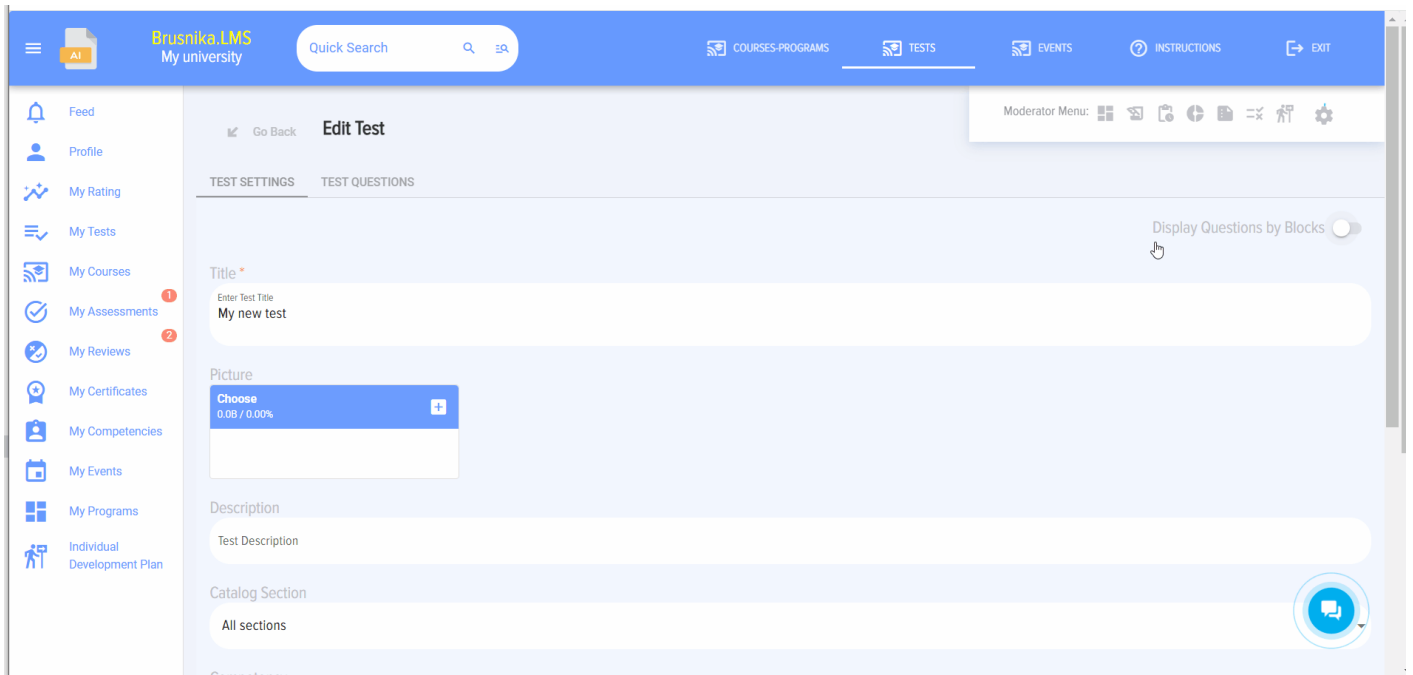 AI
Brusnika.LMS
My university
Quick Search
COURSES-PROGRAMS
TESTS
EVENTS
INSTRUCTIONS
EXIT
Moderator Menu:
Feed
Profile
My Rating
My Tests
My Courses
1
My Assessments
2
My Reviews
My Certificates
My Competencies
My Events
My Programs
Individual
Development Plan
Go Back
Edit Test
TEST SETTINGS
TEST QUESTIONS
Display Questions by Blocks
Title *
Enter Test Title
My new test
Picture
Choose
0.0B / 0.00%
Description
Test Description
Catalog Section
All sections